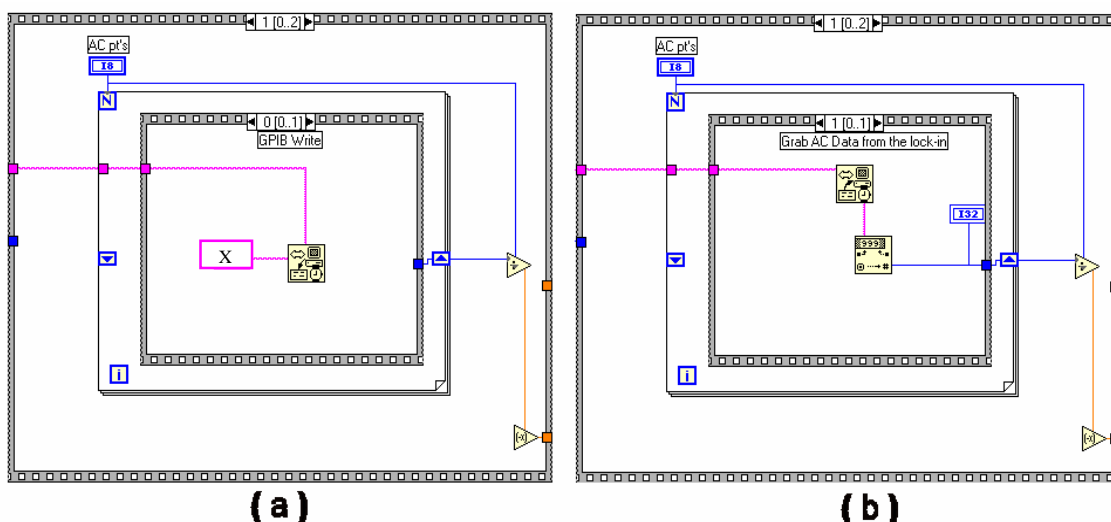 1 [0..2]
AC pt's
I8
N
0 [0..1]
GPIB Write
X
i
(a)
1 [0..2]
AC pt's
I8
N
1 [0..1]
Grab AC Data from the lock-in
I32
999
i
(b)